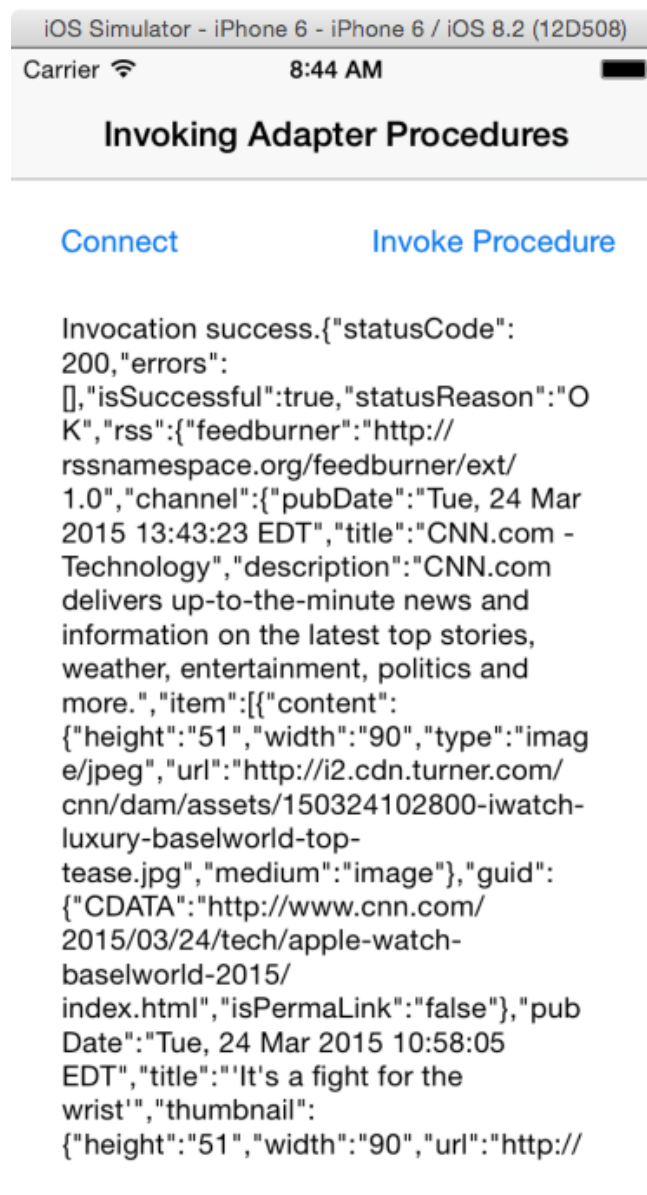 iOS Simulator - iPhone 6 - iPhone 6 / iOS 8.2 (12D508)
Carrier 8:44 AM
Invoking Adapter Procedures
Connect Invoke Procedure
Invocation success.{"statusCode":
200,"errors":
[],"isSuccessful":true,"statusReason":"O
K","rss":{"feedburner":"http://
rssnamespace.org/feedburner/ext/
1.0","channel":{"pubDate":"Tue, 24 Mar
2015 13:43:23 EDT","title":"CNN.com -
Technology","description":"CNN.com
delivers up-to-the-minute news and
information on the latest top stories,
weather, entertainment, politics and
more.","item":[{"content":
{"height":"51","width":"90","type":"imag
e/jpeg","url":"http://i2.cdn.turner.com/
cnn/dam/assets/150324102800-iwatch-
luxury-baselworld-top-
tease.jpg","medium":"image"},"guid":
{"CDATA":"http://www.cnn.com/
2015/03/24/tech/apple-watch-
baselworld-2015/
index.html","isPermaLink":"false"},"pub
Date":"Tue, 24 Mar 2015 10:58:05
EDT","title":"'It's a fight for the
wrist'","thumbnail":
{"height":"51","width":"90","url":"http://